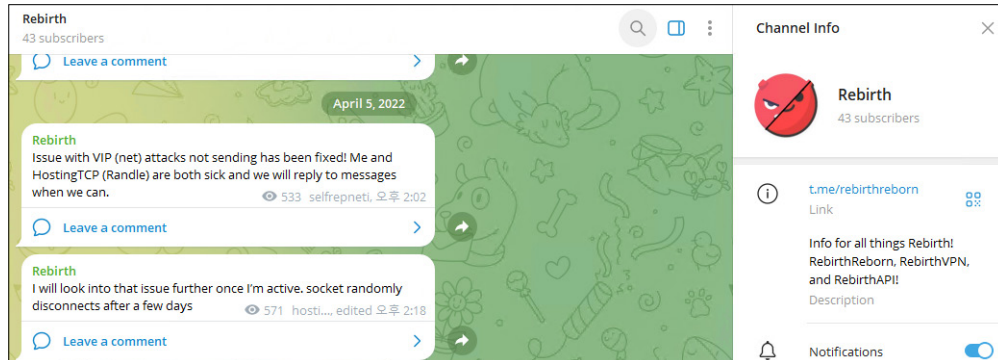 Rebirth
43 subscribers
Leave a comment
April 5, 2022
Rebirth
Issue with VIP (net) attacks not sending has been fixed! Me and
HostingTCP (Randle) are both sick and we will reply to messages
when we can.
533 selfrepneti, 오후 2:02
Leave a comment
Rebirth
I will look into that issue further once I'm active. socket randomly
disconnects after a few days
571 hosti..., edited 오후 2:18
Leave a comment
Channel Info
Rebirth
43 subscribers
t.me/rebirthreborn
Link
Info for all things Rebirth!
RebirthReborn, RebirthVPN,
and RebirthAPI!
Description
Notifications